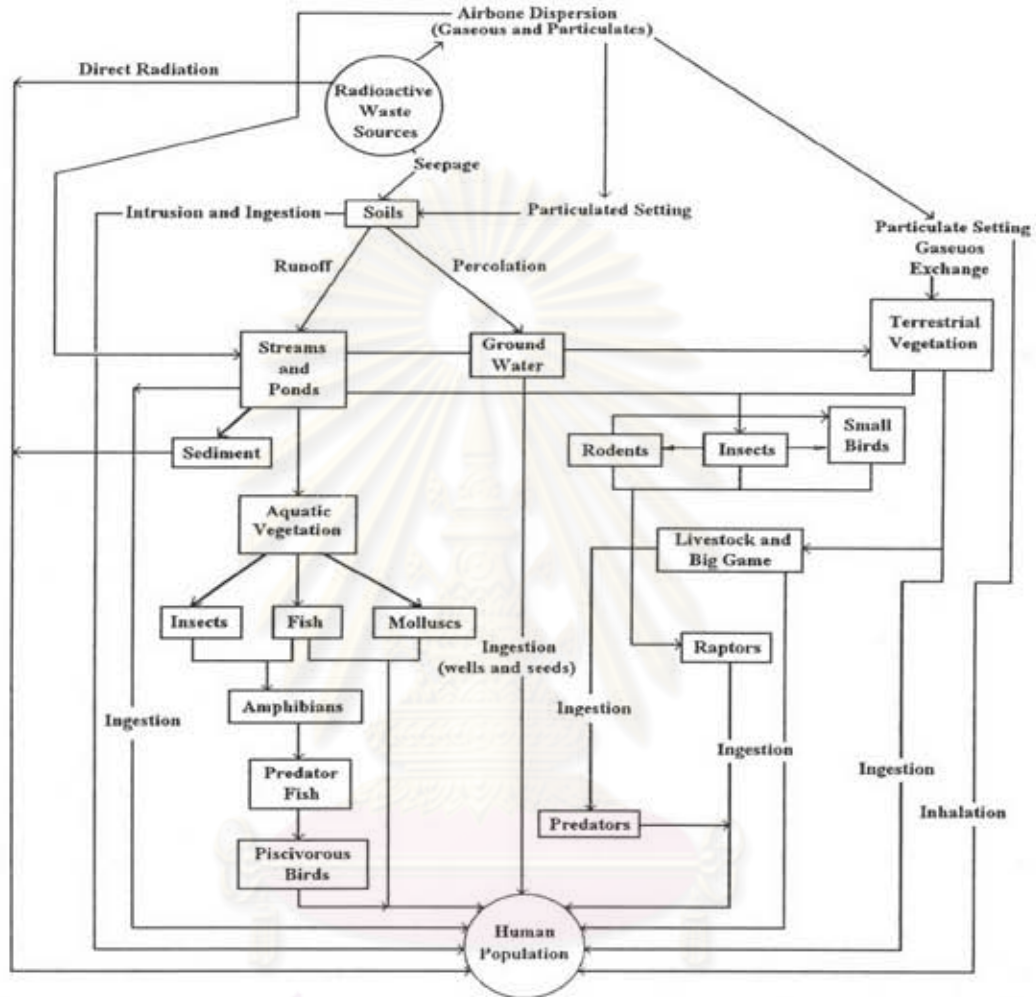 Airbone Dispersion
(Gaseous and Particulates)
Direct Radiation
Radioactive
Waste
Sources
Seepage
Intrusion and Ingestion
Soils
Particulated Setting
Particulate Setting
Gaseuos
Exchange
Runoff
Percolation
Streams
and
Ponds
Ground
Water
Terrestrial
Vegetation
Sediment
Rodents
Insects
Small
Birds
Aquatic
Vegetation
Livestock and
Big Game
Insects
Fish
Molluscs
Ingestion
(wells and seeds)
Raptors
Amphibians
Ingestion
Ingestion
Ingestion
Ingestion
Predator
Fish
Inhalation
Predators
Piscivorous
Birds
Human
Population